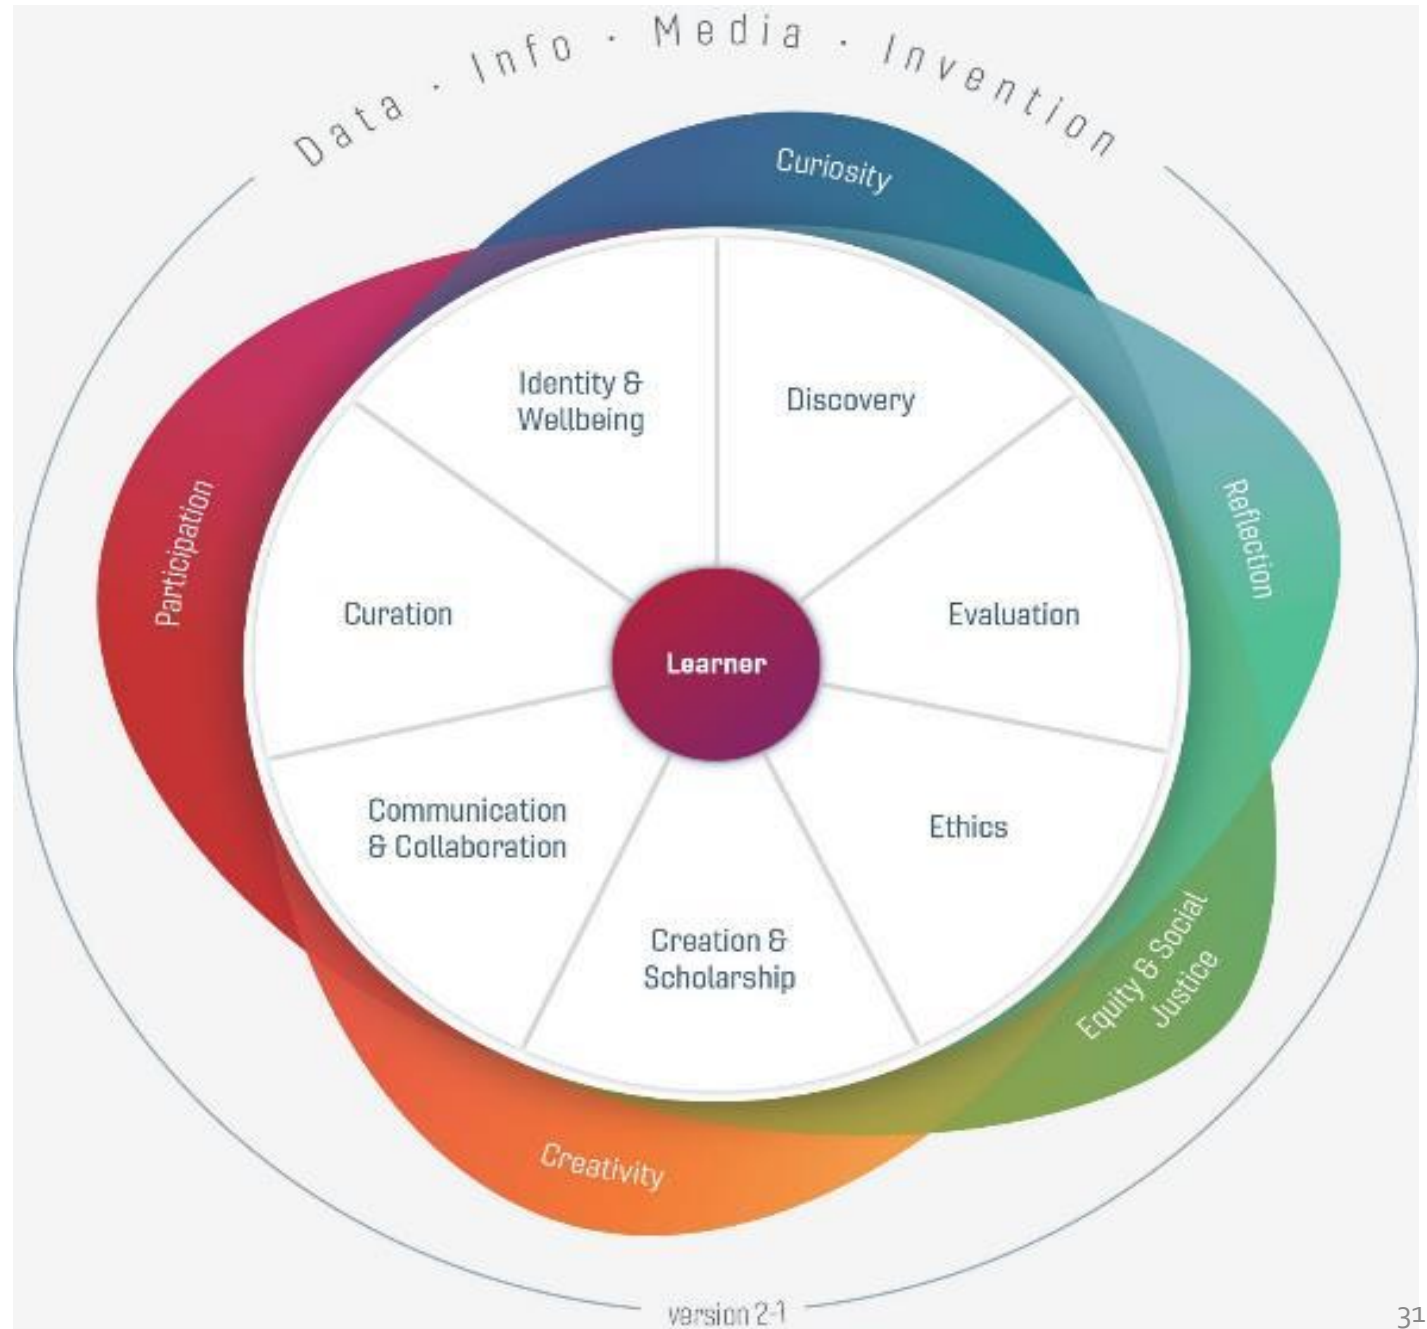 Data · Info · Media · Invention
Curiosity
Reflection
Equity & Social
Justice
Creativity
Participation
Identity &
Wellbeing
Discovery
Evaluation
Ethics
Creation &
Scholarship
Communication
& Collaboration
Curation
Learner
version 2-1
31